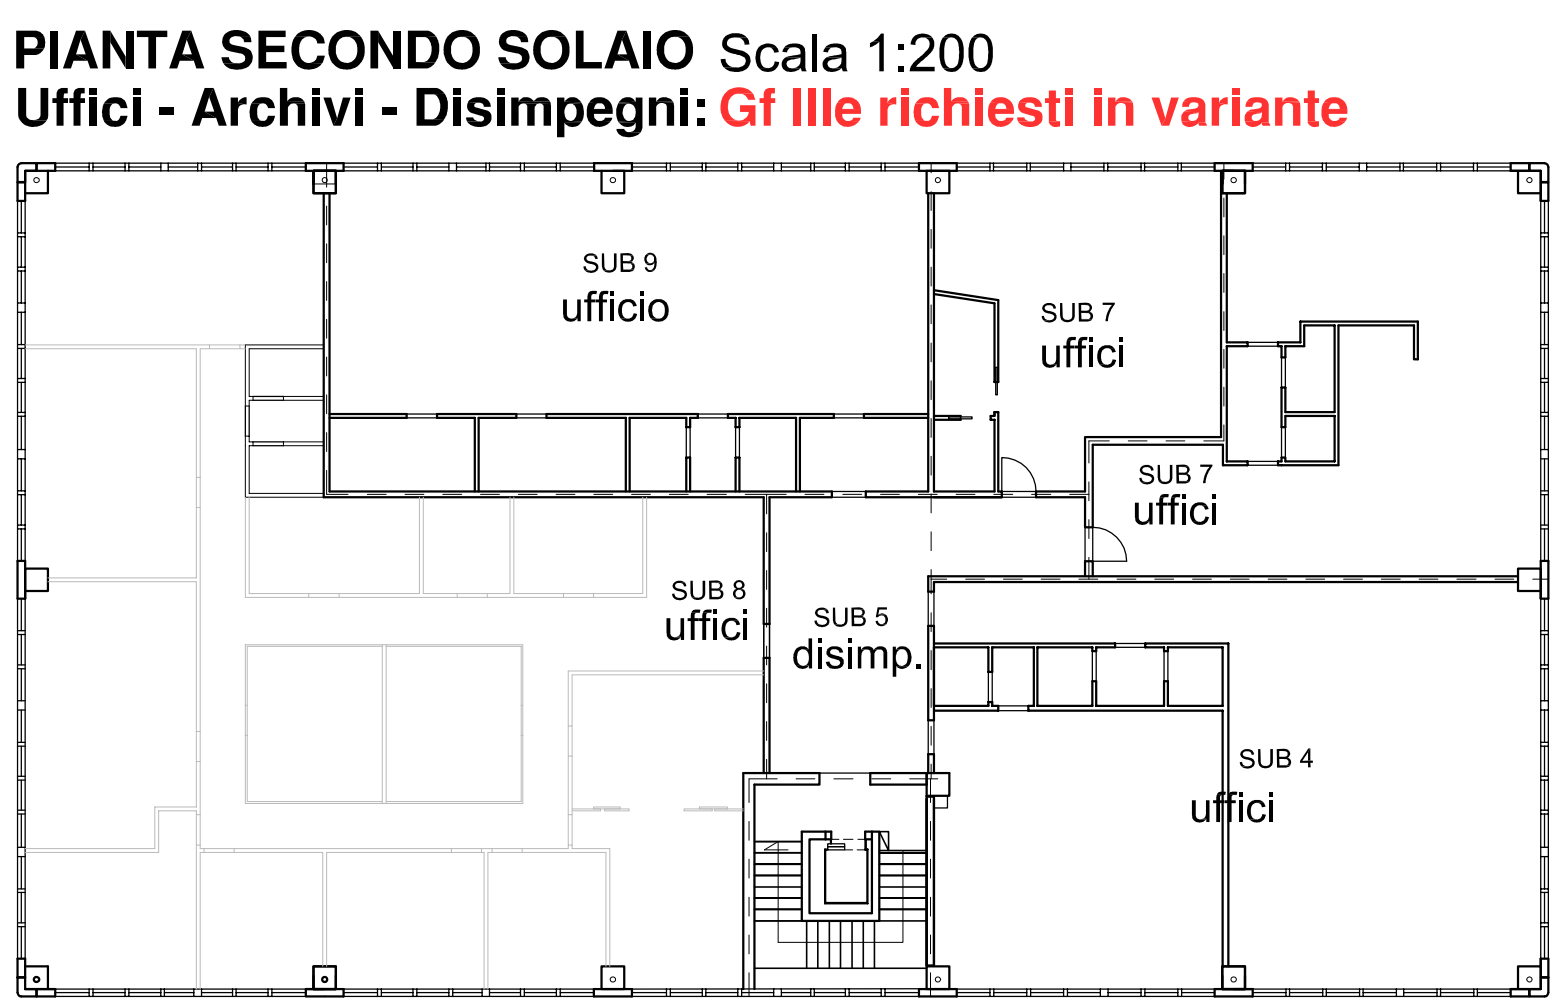 PIANTA SECONDO SOLAIO Scala 1:200
Uffici - Archivi - Disimpegni: Gf IIIe richiesti in variante
SUB 9
ufficio
SUB 7
uffici
SUB 7
uffici
SUB 8
uffici
SUB 5
disimp.
SUB 4
uffici